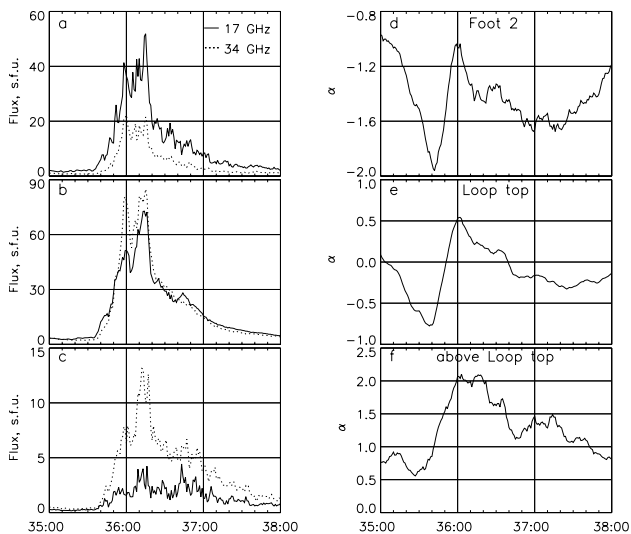 a
17 GHz
34 GHz
Flux, s.f.u.
60
40
20
0
d
Foot 2
α
−0.8
−1.2
−1.6
−2.0
b
Flux, s.f.u.
90
60
30
0
e
Loop top
α
1.0
0.5
0.0
−0.5
−1.0
c
Flux, s.f.u.
15
10
5
0
35:00 36:00 37:00 38:00
f
above Loop top
α
2.5
2.0
1.5
1.0
0.5
0.0
35:00 36:00 37:00 38:00